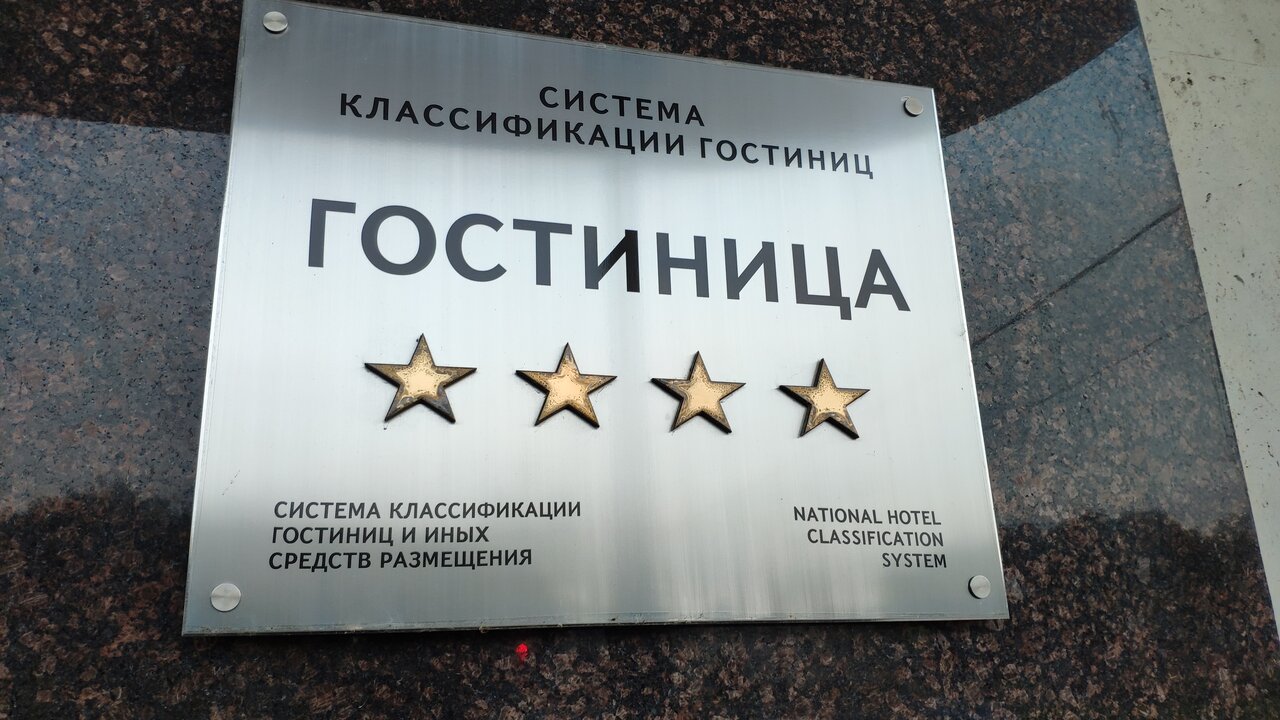 СИСТЕМА
КЛАССИФИКАЦИИ ГОСТИНИЦ
ГОСТИНИЦА
СИСТЕМА КЛАССИФИКАЦИИ
ГОСТИНИЦ И ИНЫХ
СРЕДСТВ РАЗМЕЩЕНИЯ
NATIONAL HOTEL
CLASSIFICATION
SYSTEM